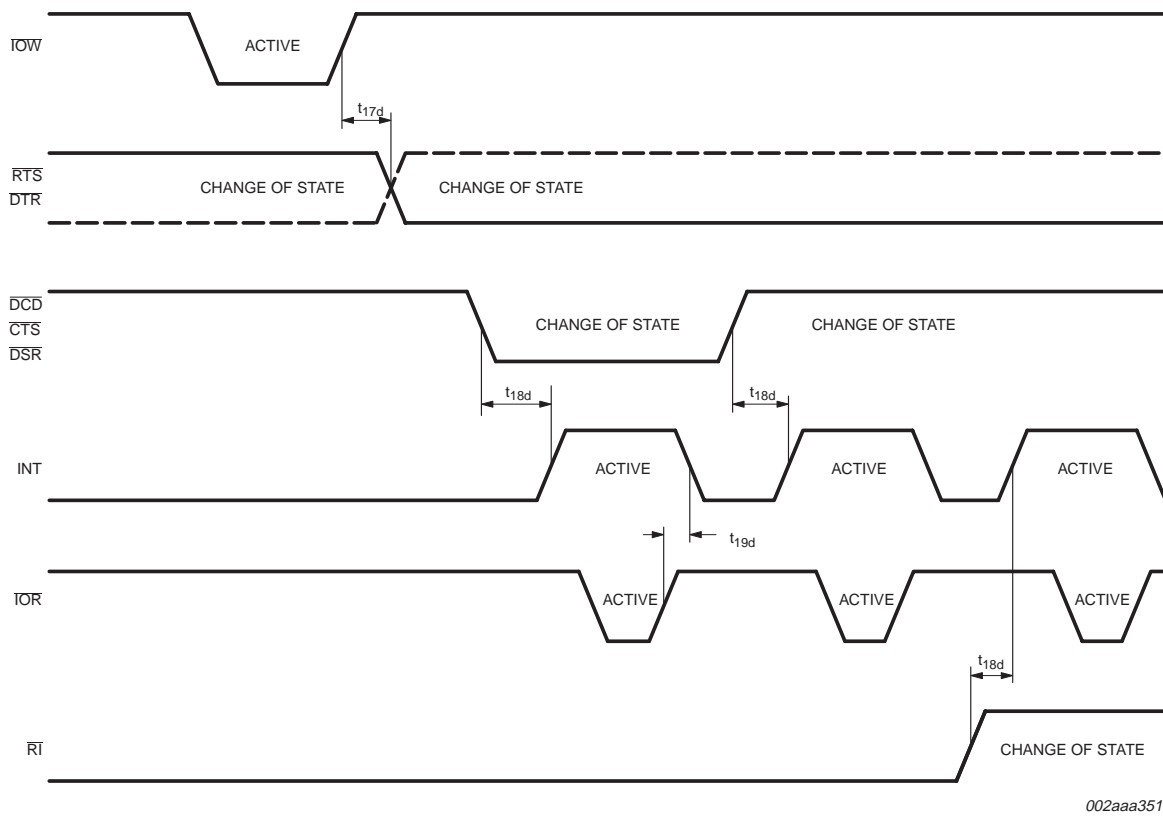 IOW
ACTIVE
t17d
RTS
DTR
CHANGE OF STATE
CHANGE OF STATE
DCD
CTS
DSR
CHANGE OF STATE
CHANGE OF STATE
t18d
t18d
INT
ACTIVE
ACTIVE
ACTIVE
t19d
IOR
ACTIVE
ACTIVE
ACTIVE
t18d
RI
CHANGE OF STATE
002aaa351